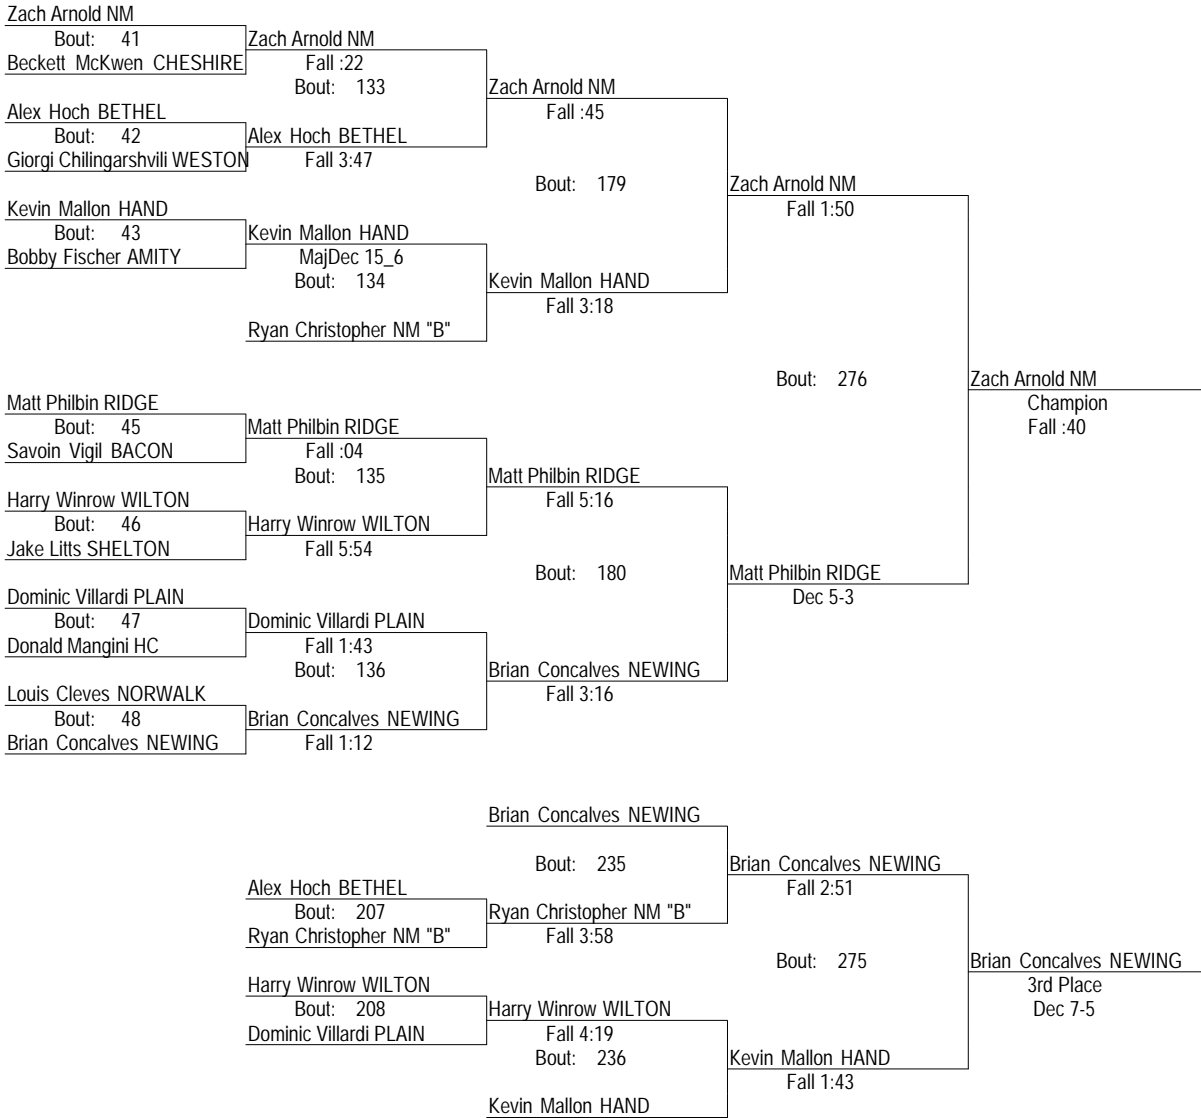 Zach Arnold NM
Bout: 41
Beckett McKwen CHESHIRE
Zach Arnold NM
Fall :22
Bout: 133
Zach Arnold NM
Fall :45
Alex Hoch BETHEL
Bout: 42
Giorgi Chilingarshvili WESTON
Alex Hoch BETHEL
Fall 3:47
Bout: 179
Zach Arnold NM
Fall 1:50
Kevin Mallon HAND
Bout: 43
Bobby Fischer AMITY
Kevin Mallon HAND
MajDec 15_6
Bout: 134
Kevin Mallon HAND
Fall 3:18
Ryan Christopher NM "B"
Bout: 276
Zach Arnold NM
Champion
Fall :40
Matt Philbin RIDGE
Bout: 45
Savoin Vigil BACON
Matt Philbin RIDGE
Fall :04
Bout: 135
Matt Philbin RIDGE
Fall 5:16
Harry Winrow WILTON
Bout: 46
Jake Litts SHELTON
Harry Winrow WILTON
Fall 5:54
Bout: 180
Matt Philbin RIDGE
Dec 5-3
Dominic Villardi PLAIN
Bout: 47
Donald Mangini HC
Dominic Villardi PLAIN
Fall 1:43
Bout: 136
Brian Concalves NEWING
Fall 3:16
Louis Cleves NORWALK
Bout: 48
Brian Concalves NEWING
Brian Concalves NEWING
Fall 1:12
Brian Concalves NEWING
Bout: 235
Brian Concalves NEWING
Fall 2:51
Alex Hoch BETHEL
Bout: 207
Ryan Christopher NM "B"
Ryan Christopher NM "B"
Fall 3:58
Bout: 275
Brian Concalves NEWING
3rd Place
Dec 7-5
Harry Winrow WILTON
Bout: 208
Dominic Villardi PLAIN
Harry Winrow WILTON
Fall 4:19
Bout: 236
Kevin Mallon HAND
Fall 1:43
Kevin Mallon HAND